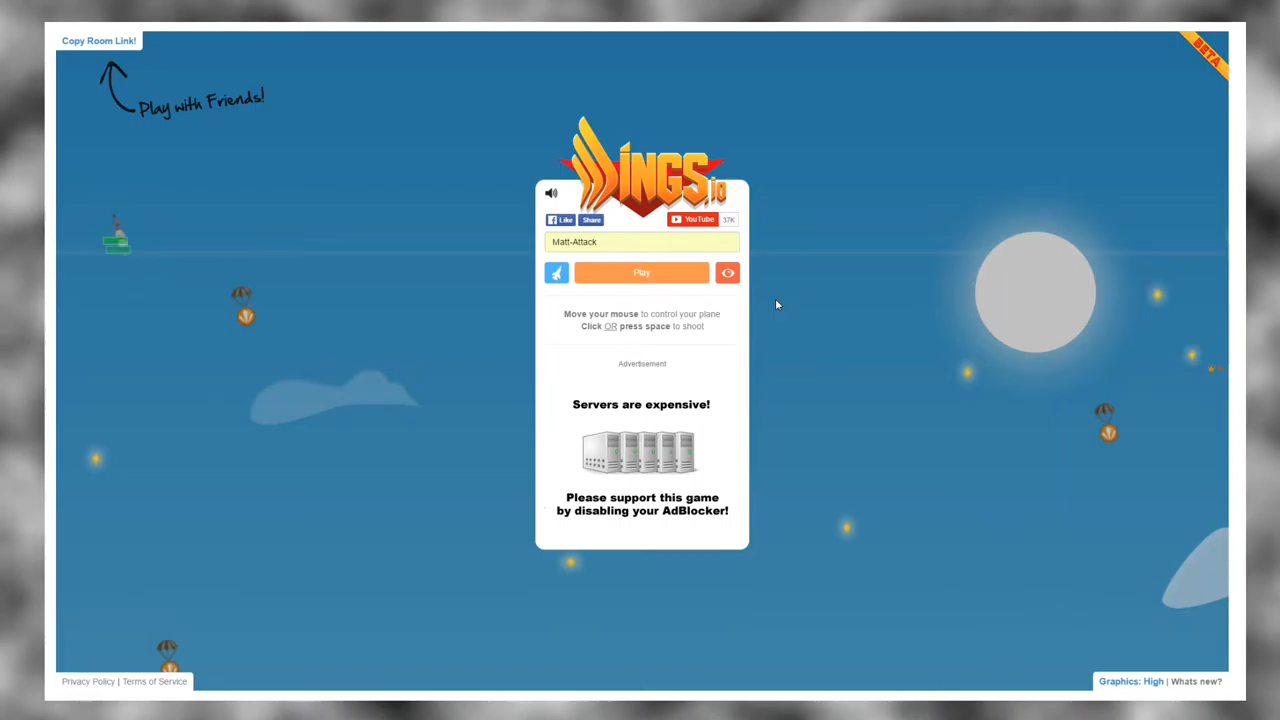 Copy Room Link!
BETA
Play with Friends!
WINGS.io
Like Share YouTube 37K
Matt-Attack
Play
Move your mouse to control your plane
Click OR press space to shoot
Advertisement
Servers are expensive!
Please support this game
by disabling your AdBlocker!
Privacy Policy | Terms of Service
Graphics: High | Whats new?